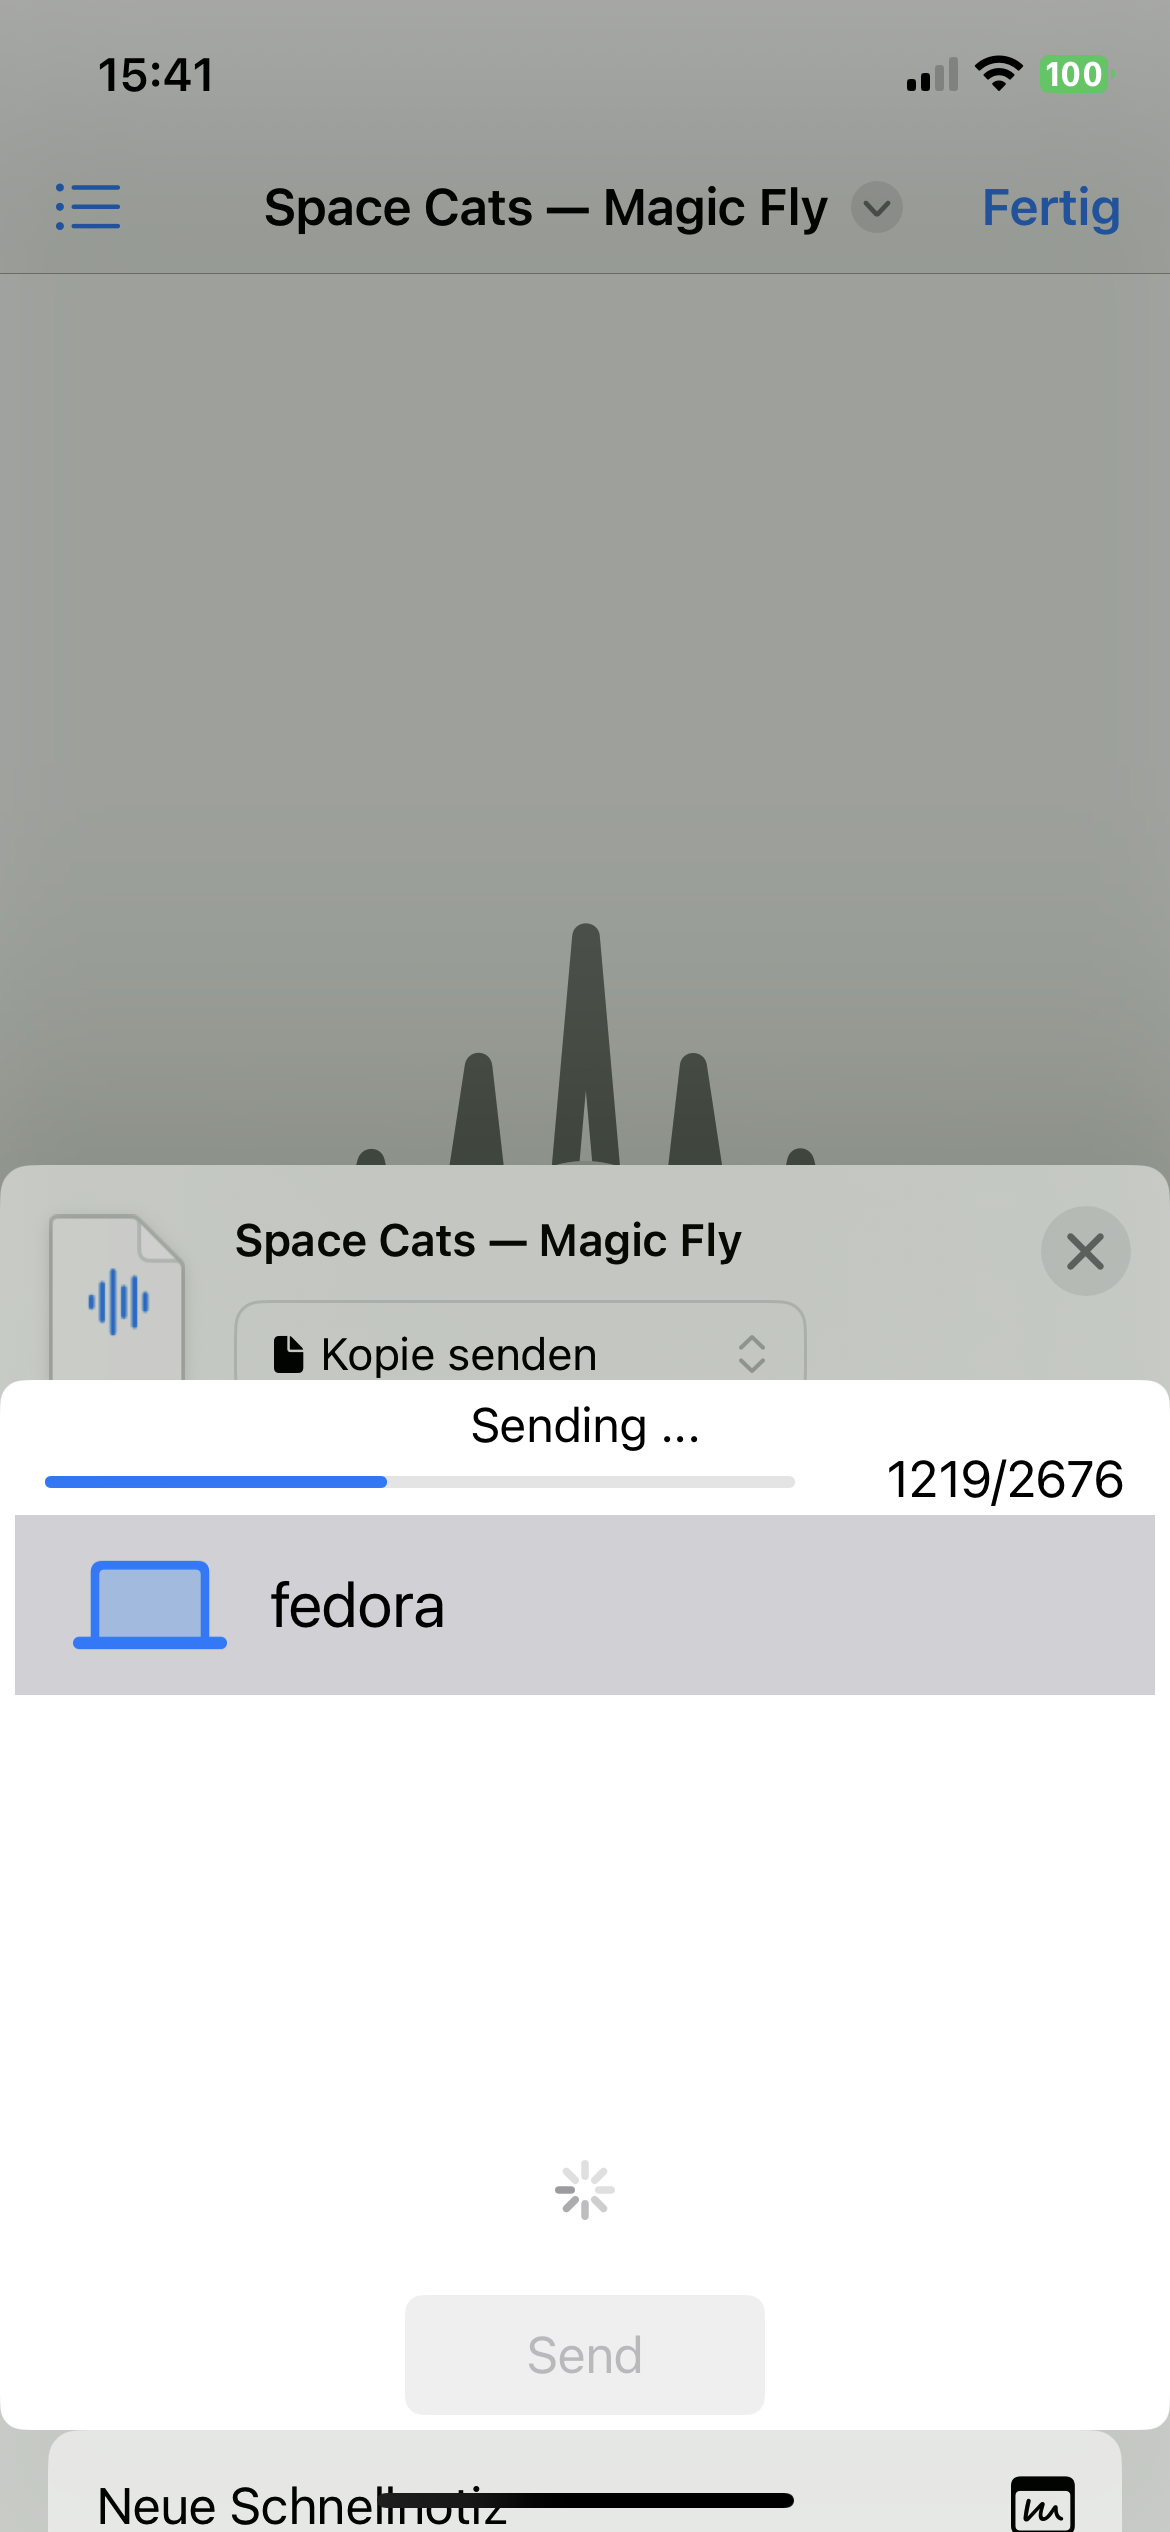 15:41
100
Space Cats — Magic Fly
Fertig
Space Cats — Magic Fly
Kopie senden
Sending ...
1219/2676
fedora
Send
Neue Schnellnotiz